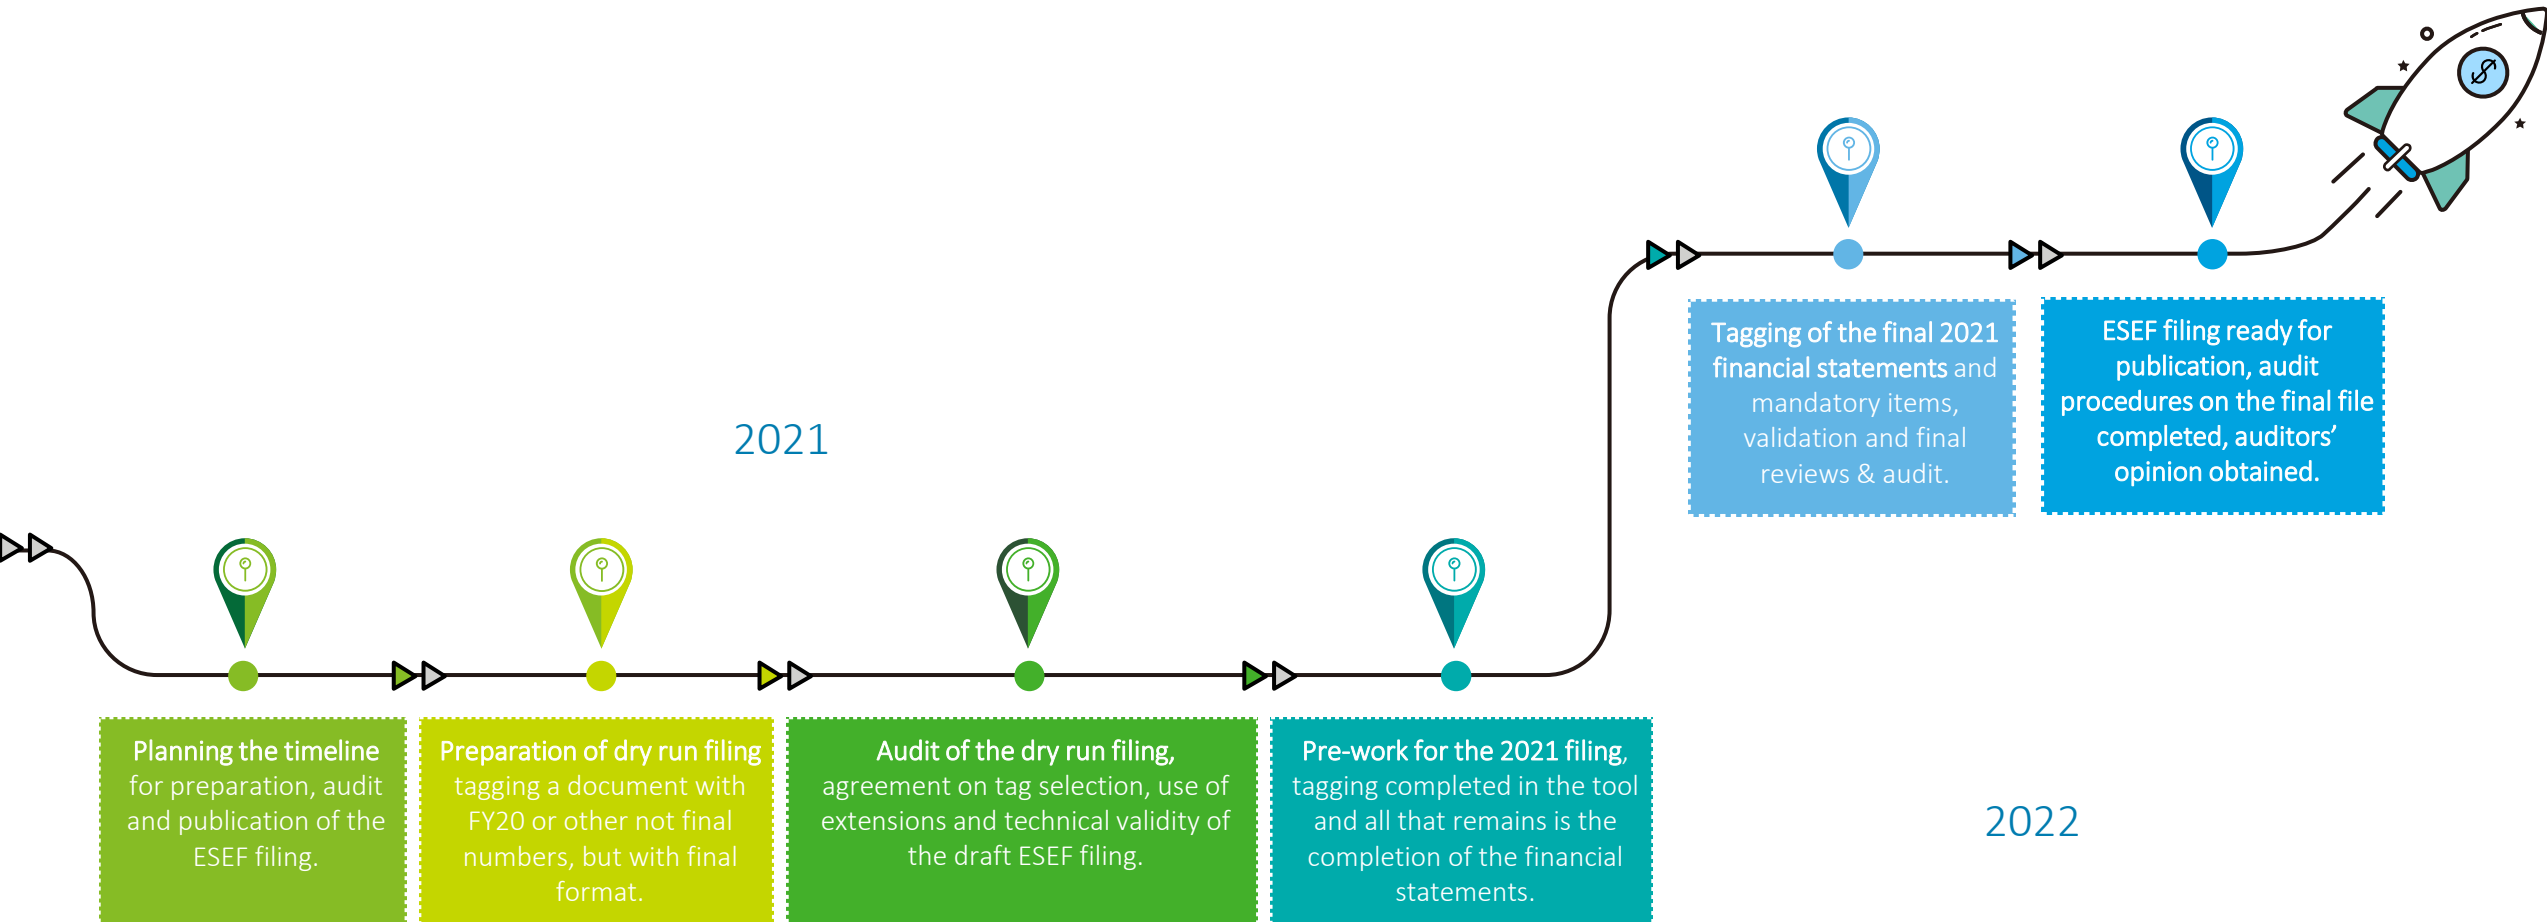 2021
Planning the timeline
for preparation, audit
and publication of the
ESEF filing.
Preparation of dry run filing
tagging a document with
FY20 or other not final
numbers, but with final
format.
Audit of the dry run filing,
agreement on tag selection, use of
extensions and technical validity of
the draft ESEF filing.
Pre-work for the 2021 filing,
tagging completed in the tool
and all that remains is the
completion of the financial
statements.
Tagging of the final 2021
financial statements and
mandatory items,
validation and final
reviews & audit.
ESEF filing ready for
publication, audit
procedures on the final file
completed, auditors’
opinion obtained.
2022
$